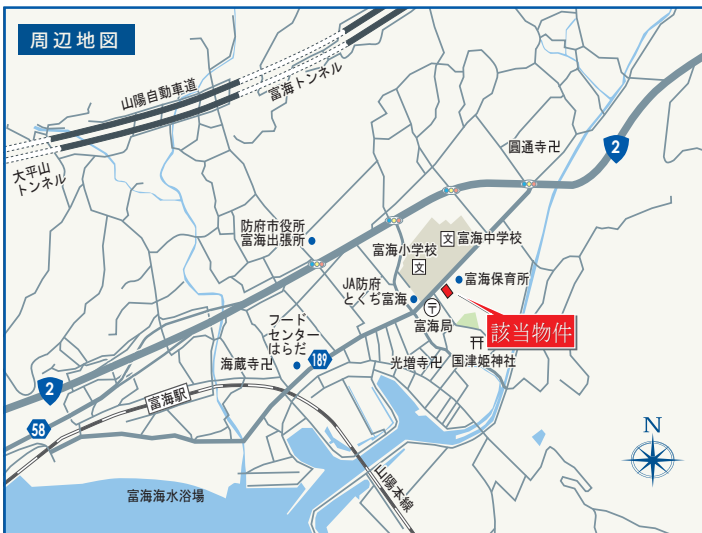 周辺地図
山陽自動車道
富海トンネル
大平山
トンネル
2
圓通寺卍
防府市役所
富海出張所
富海中学校
文
富海小学校
文
富海保育所
JA防府
とくぢ富海
〒
富海局
該当物件
フード
センター
はらだ
189
海蔵寺卍
光増寺卍
国津姫神社
2
富海駅
58
N
山陽本線
富海海水浴場